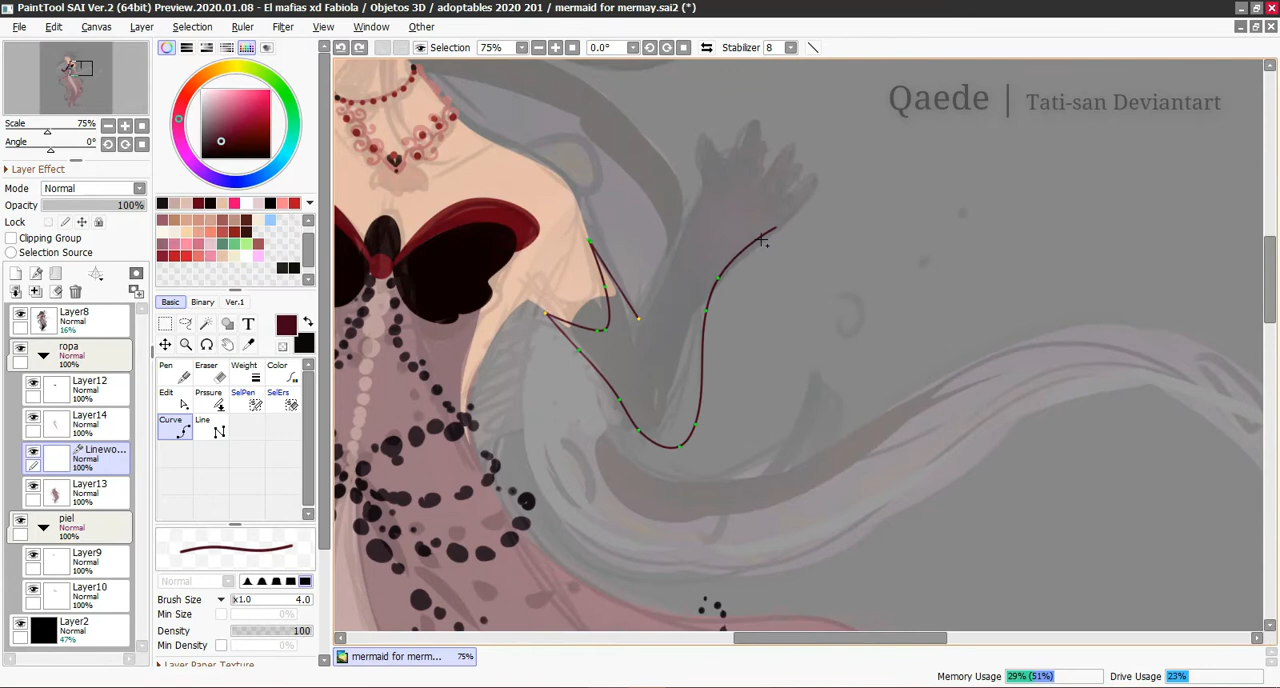 PaintTool SAI Ver.2 (64bit) Preview.2020.01.08 - El mafias xd Fabiola / Objetos 3D / adoptables 2020 201 / mermaid for mermay.sai2 (*)
File Edit Canvas Layer Selection Ruler Filter View Window Other
Selection 75% 0.0° Stabilizer 8
Scale 75%
Angle 0°
Layer Effect
Mode Normal
Opacity 100%
Lock
Clipping Group
Selection Source
Layer8
Normal
16%
ropa
Normal
100%
Layer12
Normal
100%
Layer14
Normal
100%
Linewo...
Normal
100%
Layer13
Normal
100%
piel
Normal
100%
Layer9
Normal
100%
Layer10
Normal
100%
Layer2
Normal
47%
Basic Binary Ver.1
T
Pen Eraser Weight Color
Edit Prssure SelPen SelErs
Curve Line
Normal
Brush Size x1.0 4.0
Min Size 0%
Density 100
Min Density 0%
Layer Paper Texture
Qaede | Tati-san Deviantart
mermaid for merm... 75%
Memory Usage 29% (51%) Drive Usage 23%